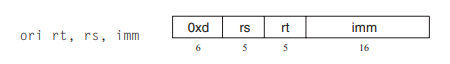 0xd rs rt imm
ori rt, rs, imm
6 5 5 16